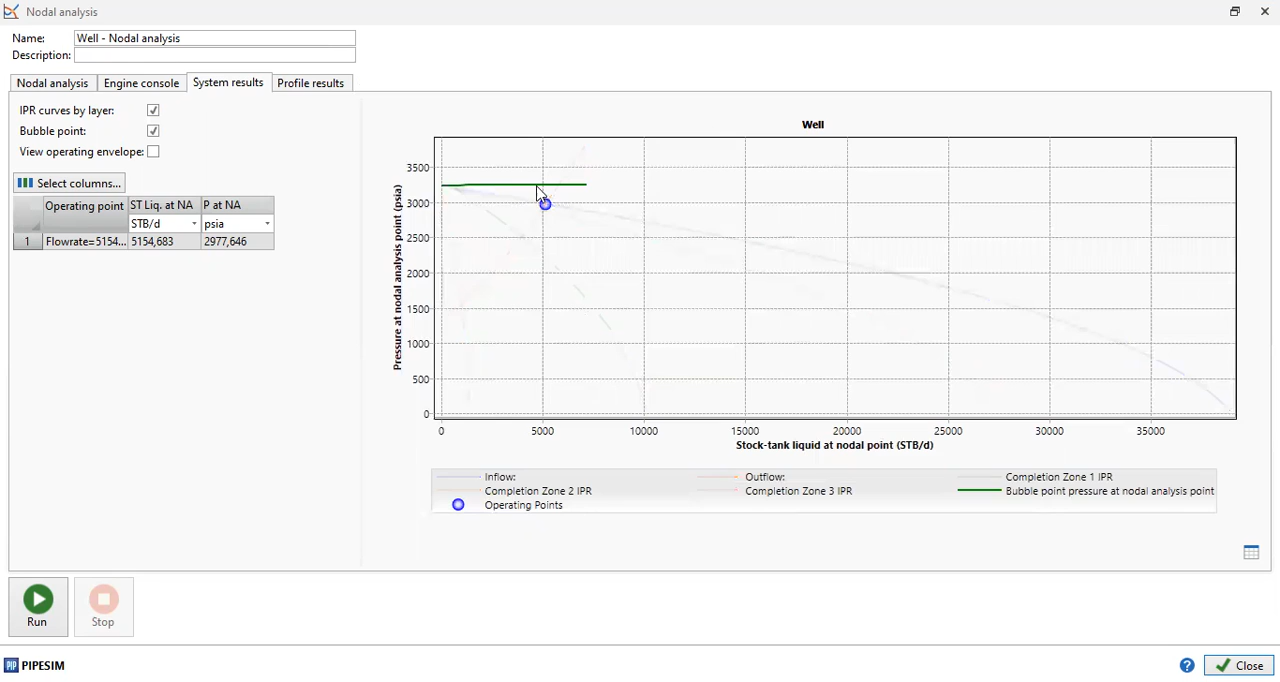 Nodal analysis
Name: Well - Nodal analysis
Description:
Nodal analysis Engine console System results Profile results
IPR curves by layer:
Bubble point:
View operating envelope:
Select columns...
Operating point ST Liq. at NA P at NA
STB/d psia
1 Flowrate=5154... 5154,683 2977,646
Well
Pressure at nodal analysis point (psia)
3500
3000
2500
2000
1500
1000
500
0
0 5000 10000 15000 20000 25000 30000 35000
Stock-tank liquid at nodal point (STB/d)
Inflow: Outflow: Completion Zone 1 IPR
Completion Zone 2 IPR Completion Zone 3 IPR Bubble point pressure at nodal analysis point
Operating Points
Run Stop
PIP PIPESIM ? Close